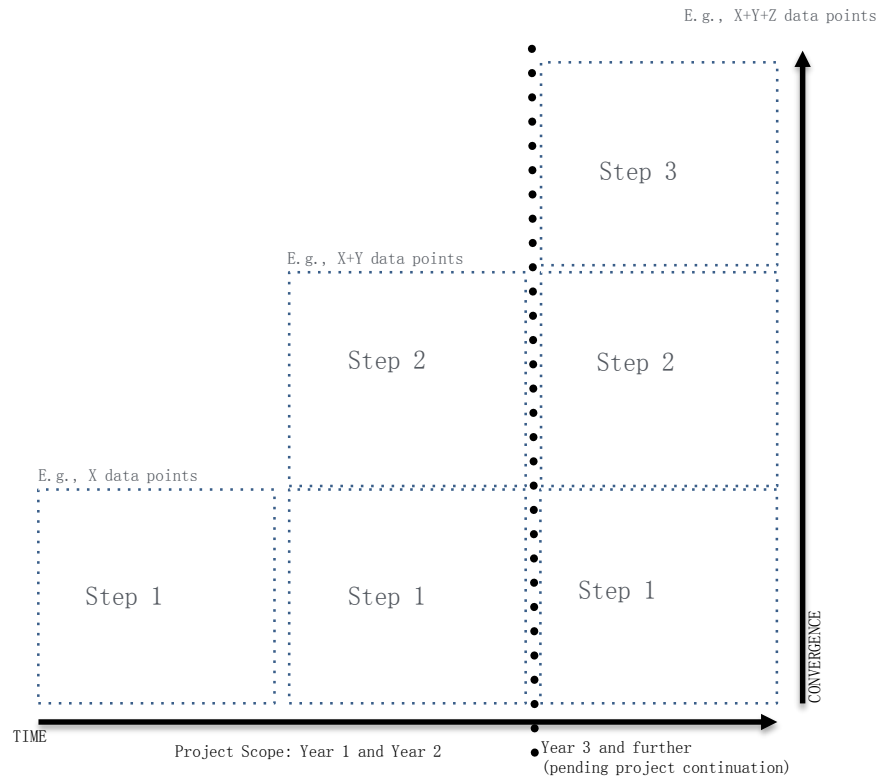 E.g., X+Y+Z data points
Step 3
E.g., X+Y data points
Step 2
Step 2
E.g., X data points
Step 1
Step 1
Step 1
CONVERGENCE
TIME
Project Scope: Year 1 and Year 2
Year 3 and further
(pending project continuation)